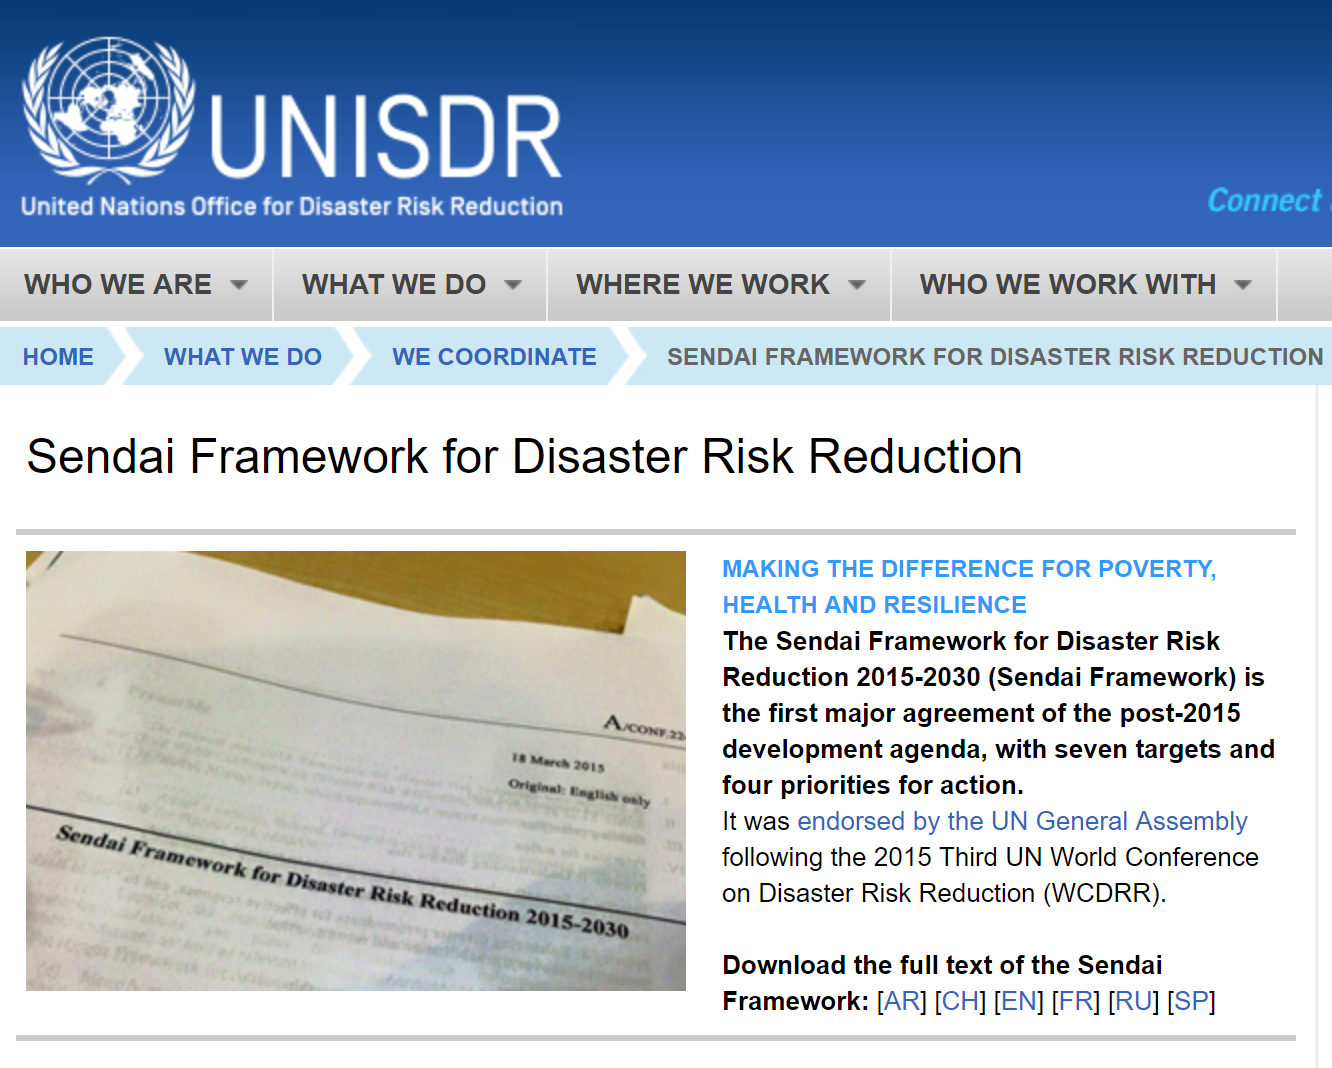 UNISDR
United Nations Office for Disaster Risk Reduction
Connect
WHO WE ARE
WHAT WE DO
WHERE WE WORK
WHO WE WORK WITH
HOME
WHAT WE DO
WE COORDINATE
SENDAI FRAMEWORK FOR DISASTER RISK REDUCTION
Sendai Framework for Disaster Risk Reduction
A/CONF.22
18 March 2015
Original: English only
Sendai Framework for Disaster Risk Reduction 2015-2030
MAKING THE DIFFERENCE FOR POVERTY,
HEALTH AND RESILIENCE
The Sendai Framework for Disaster Risk
Reduction 2015-2030 (Sendai Framework) is
the first major agreement of the post-2015
development agenda, with seven targets and
four priorities for action.
It was endorsed by the UN General Assembly
following the 2015 Third UN World Conference
on Disaster Risk Reduction (WCDRR).
Download the full text of the Sendai
Framework: [AR] [CH] [EN] [FR] [RU] [SP]